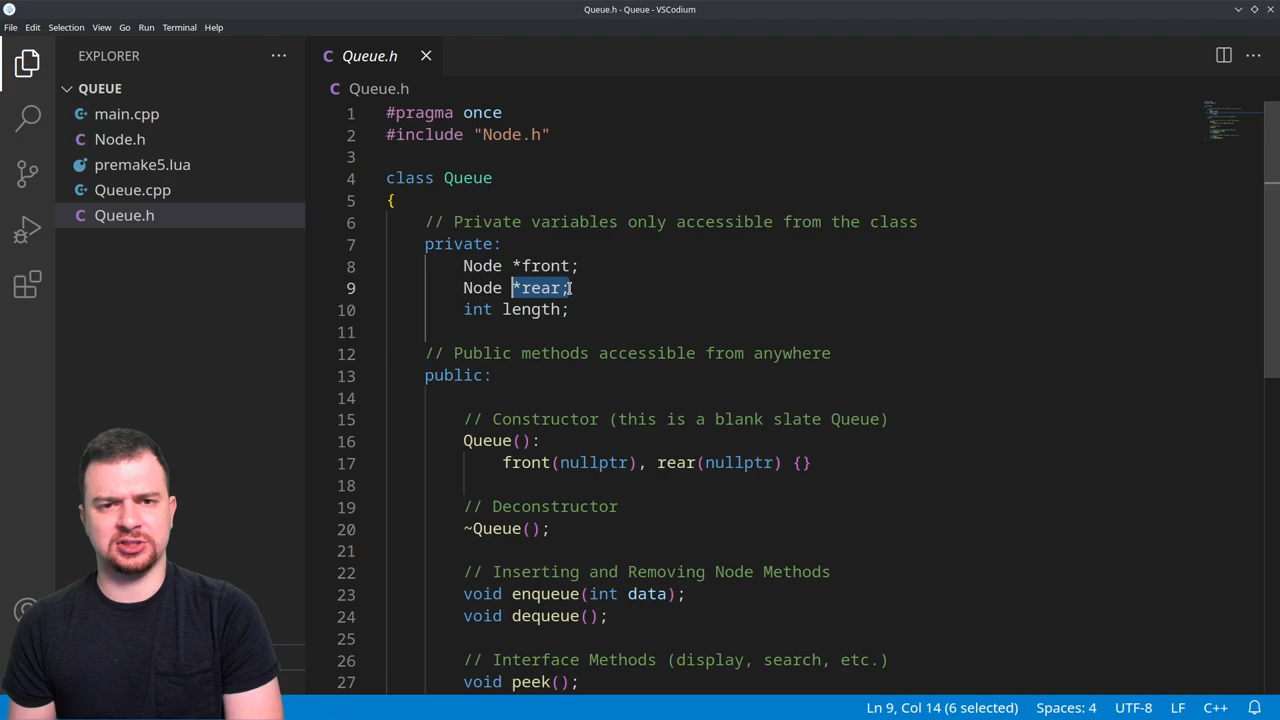 Queue.h - Queue - VSCodium
File Edit Selection View Go Run Terminal Help
EXPLORER
QUEUE
main.cpp
Node.h
premake5.lua
Queue.cpp
Queue.h
Queue.h
Queue.h
1 #pragma once
2 #include "Node.h"
3
4 class Queue
5 {
6 // Private variables only accessible from the class
7 private:
8 Node *front;
9 Node *rear;
10 int length;
11
12 // Public methods accessible from anywhere
13 public:
14
15 // Constructor (this is a blank slate Queue)
16 Queue():
17 front(nullptr), rear(nullptr) {}
18
19 // Deconstructor
20 ~Queue();
21
22 // Inserting and Removing Node Methods
23 void enqueue(int data);
24 void dequeue();
25
26 // Interface Methods (display, search, etc.)
27 void peek();
Ln 9, Col 14 (6 selected) Spaces: 4 UTF-8 LF C++